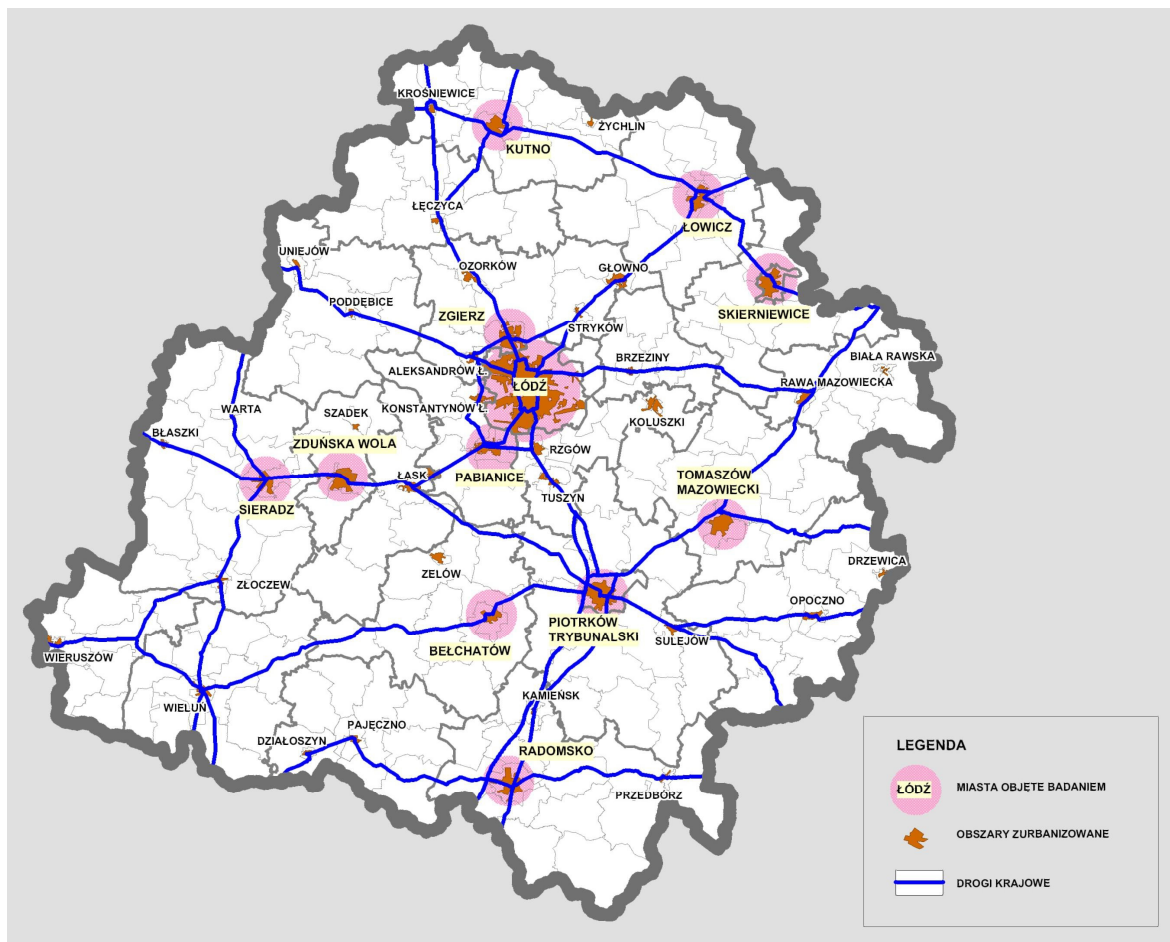 KROŚNIEWICE
ŻYCHLIN
KUTNO
ŁĘCZYCA
ŁOWICZ
UNIEJÓW
OZORKÓW
GŁOWNO
PODDĘBICE
ZGIERZ
SKIERNIEWICE
STRYKÓW
BRZEZINY
BIAŁA RAWSKA
ALEKSANDRÓW Ł.
ŁÓDŹ
RAWA MAZOWIECKA
WARTA
SZADEK
KONSTANTYNÓW Ł.
KOLUSZKI
BŁASZKI
ZDUŃSKA WOLA
RZGÓW
ŁASK
PABIANICE
TOMASZÓW
MAZOWIECKI
TUSZYN
SIERADZ
DRZEWICA
ZELÓW
ZŁOCZEW
OPOCZNO
PIOTRKÓW
TRYBUNALSKI
SULEJÓW
BEŁCHATÓW
WIERUSZÓW
KAMIEŃSK
WIELUŃ
PAJĘCZNO
DZIAŁOSZYN
RADOMSKO
PRZEDBÓRZ
LEGENDA
ŁÓDŹ
MIASTA OBJĘTE BADANIEM
OBSZARY ZURBANIZOWANE
DROGI KRAJOWE